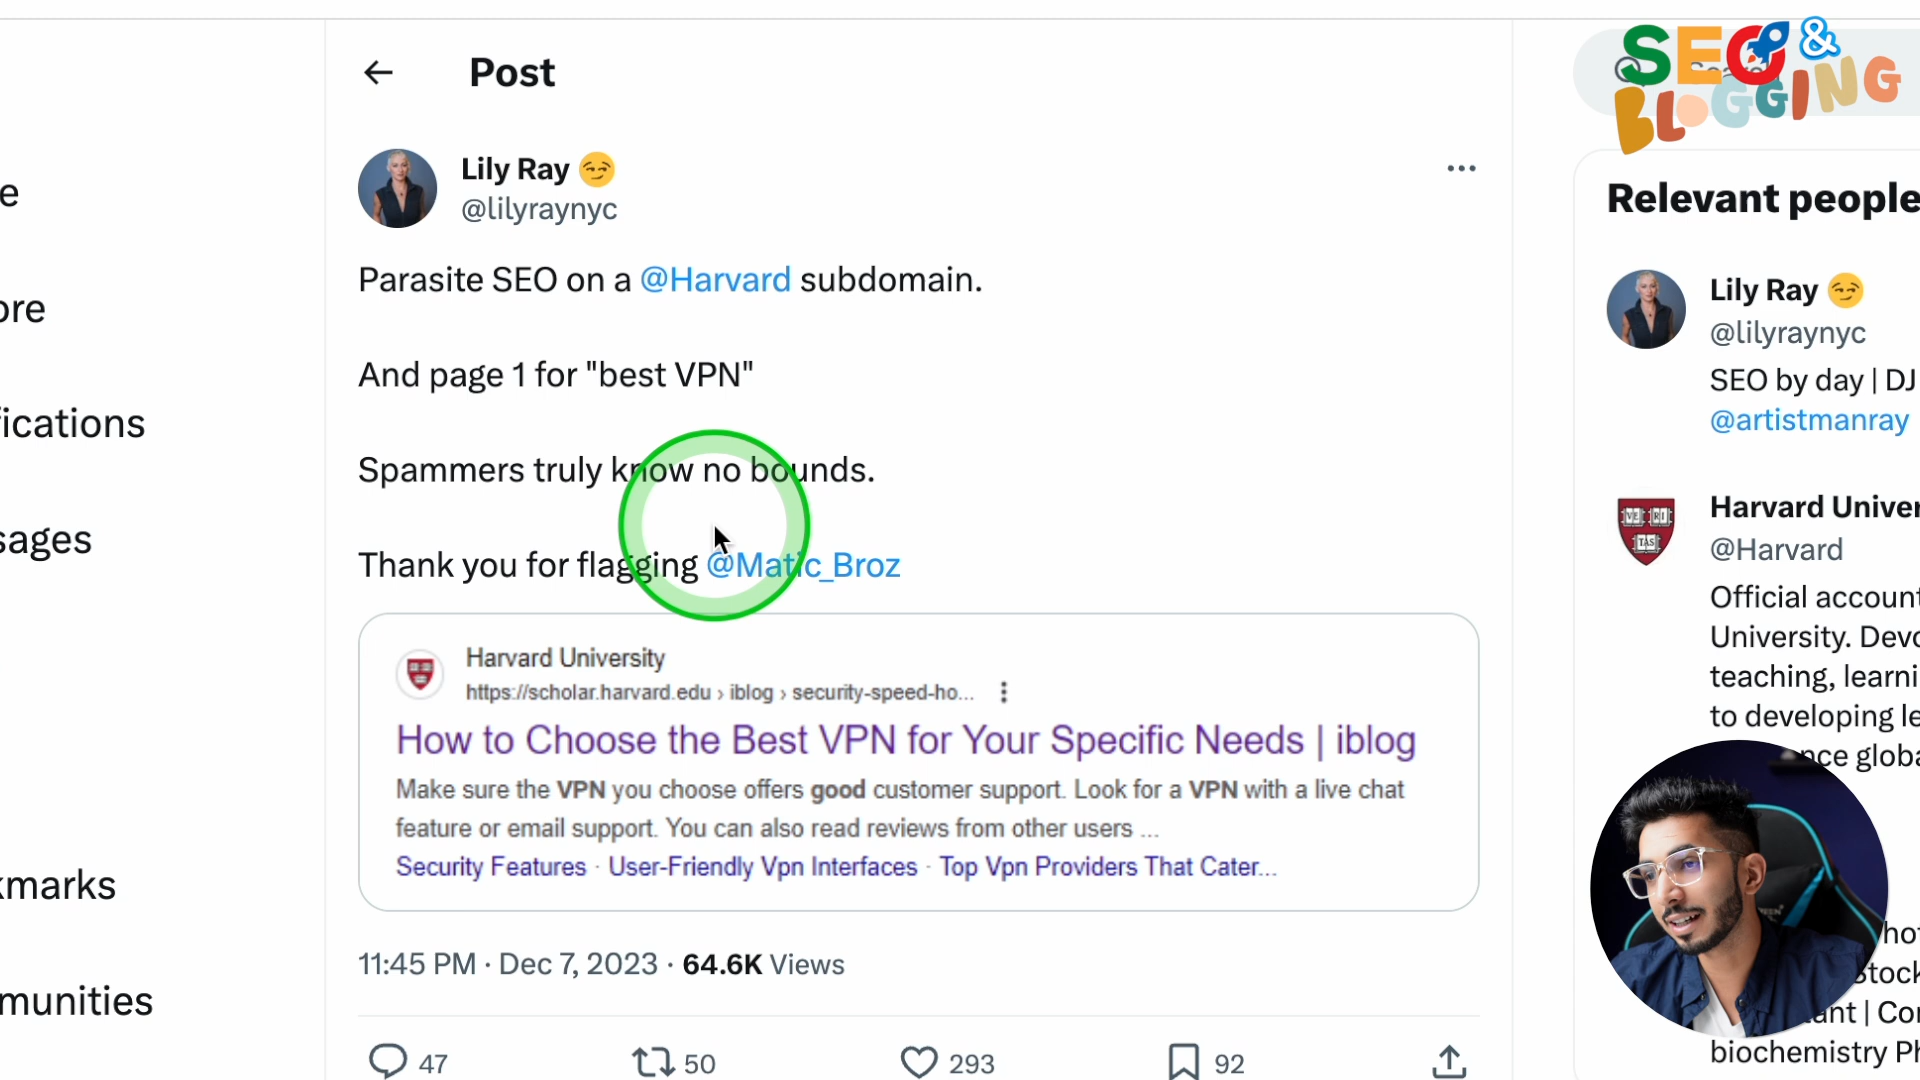 Post
SEO &
BLOGGING
Lily Ray 😏
@lilyraynyc
Parasite SEO on a @Harvard subdomain.
And page 1 for "best VPN"
Spammers truly know no bounds.
Thank you for flagging @Matic_Broz
Harvard University
https://scholar.harvard.edu › iblog › security-speed-ho...
How to Choose the Best VPN for Your Specific Needs | iblog
Make sure the VPN you choose offers good customer support. Look for a VPN with a live chat
feature or email support. You can also read reviews from other users ...
Security Features · User-Friendly Vpn Interfaces · Top Vpn Providers That Cater...
11:45 PM · Dec 7, 2023 · 64.6K Views
47 50 293 92
e
ore
fications
sages
kmarks
munities
Relevant people
Lily Ray 😏
@lilyraynyc
SEO by day | DJ
@artistmanray
Harvard Univer
@Harvard
Official account
University. Devo
teaching, learni
to developing le
nce globa
hot
Stock
ant | Con
biochemistry Ph